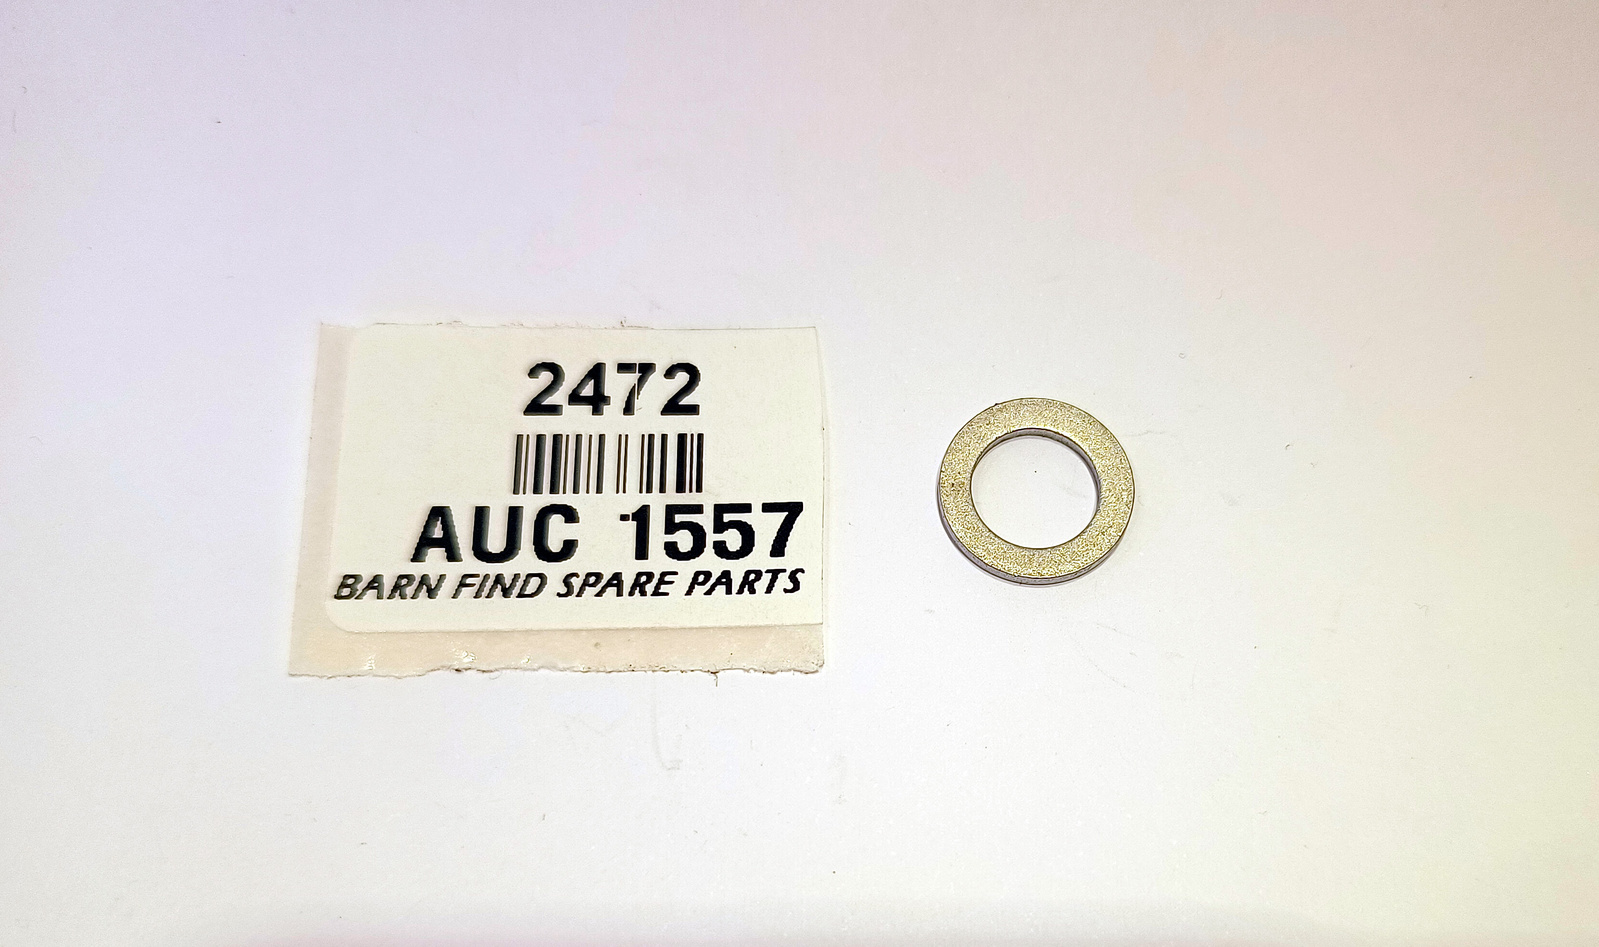 2472
AUC 1557
BARN FIND SPARE PARTS